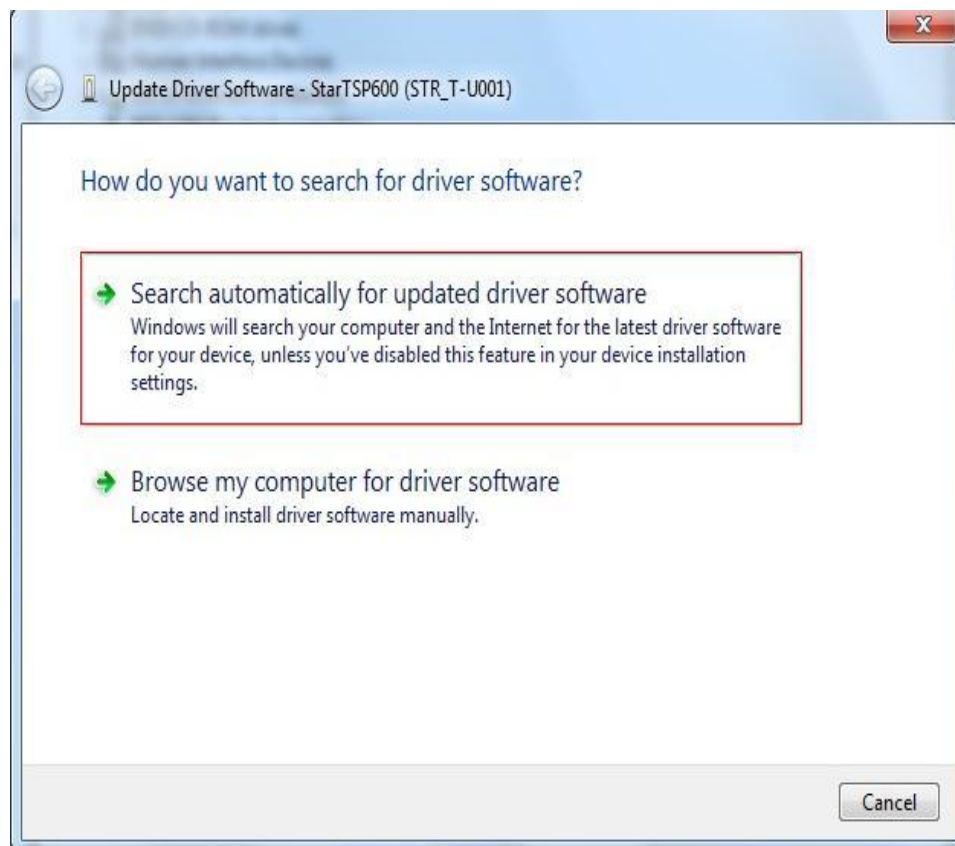 Update Driver Software - StarTSP600 (STR_T-U001)
How do you want to search for driver software?
Search automatically for updated driver software
Windows will search your computer and the Internet for the latest driver software
for your device, unless you've disabled this feature in your device installation
settings.
Browse my computer for driver software
Locate and install driver software manually.
Cancel